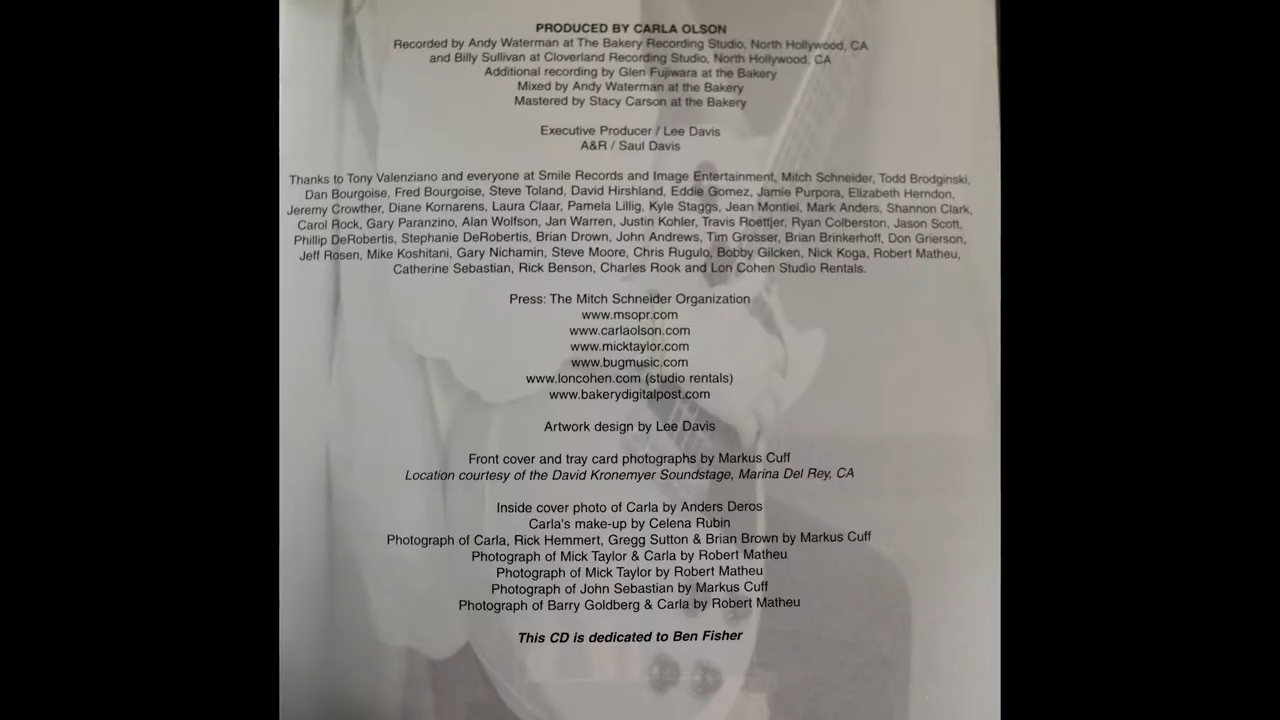 PRODUCED BY CARLA OLSON
Recorded by Andy Waterman at The Bakery Recording Studio, North Hollywood, CA
and Billy Sullivan at Cloverland Recording Studio, North Hollywood, CA
Additional recording by Glen Fujiwara at the Bakery
Mixed by Andy Waterman at the Bakery
Mastered by Stacy Carson at the Bakery
Executive Producer / Lee Davis
A&R / Saul Davis
Thanks to Tony Valenziano and everyone at Smile Records and Image Entertainment, Mitch Schneider, Todd Brodginski,
Dan Bourgoise, Fred Bourgoise, Steve Toland, David Hirshland, Eddie Gomez, Jamie Purpora, Elizabeth Herndon,
Jeremy Crowther, Diane Kornarens, Laura Claar, Pamela Lillig, Kyle Staggs, Jean Montiel, Mark Anders, Shannon Clark,
Carol Rock, Gary Paranzino, Alan Wolfson, Jan Warren, Justin Kohler, Travis Roettjer, Ryan Colberston, Jason Scott,
Phillip DeRobertis, Stephanie DeRobertis, Brian Drown, John Andrews, Tim Grosser, Brian Brinkerhoff, Don Grierson,
Jeff Rosen, Mike Koshitani, Gary Nichamin, Steve Moore, Chris Rugulo, Bobby Gilcken, Nick Koga, Robert Matheu,
Catherine Sebastian, Rick Benson, Charles Rook and Lon Cohen Studio Rentals.
Press: The Mitch Schneider Organization
www.msopr.com
www.carlaolson.com
www.micktaylor.com
www.bugmusic.com
www.loncohen.com (studio rentals)
www.bakerydigitalpost.com
Artwork design by Lee Davis
Front cover and tray card photographs by Markus Cuff
Location courtesy of the David Kronemyer Soundstage, Marina Del Rey, CA
Inside cover photo of Carla by Anders Deros
Carla's make-up by Celena Rubin
Photograph of Carla, Rick Hemmert, Gregg Sutton & Brian Brown by Markus Cuff
Photograph of Mick Taylor & Carla by Robert Matheu
Photograph of Mick Taylor by Robert Matheu
Photograph of John Sebastian by Markus Cuff
Photograph of Barry Goldberg & Carla by Robert Matheu
This CD is dedicated to Ben Fisher